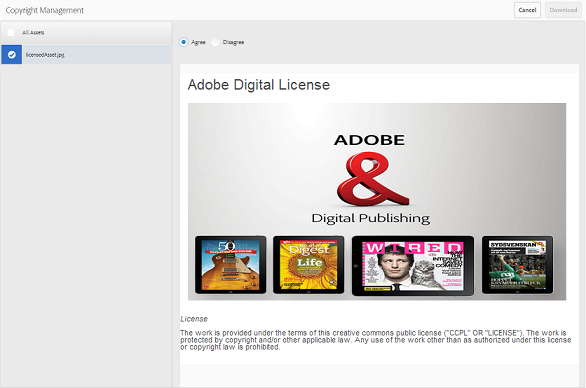 Copyright Management
Cancel
Download
All Assets
licensedAsset.jpg
Agree
Disagree
Adobe Digital License
ADOBE
&
Digital Publishing
50
Digest
Life
WIRED
THE
INTERNET
COMEDY
SYDSVENSKAN
License
The work is provided under the terms of this creative commons public license ("CCPL" OR "LICENSE"). The work is
protected by copyright and/or other applicable law. Any use of the work other than as authorized under this license
or copyright law is prohibited.